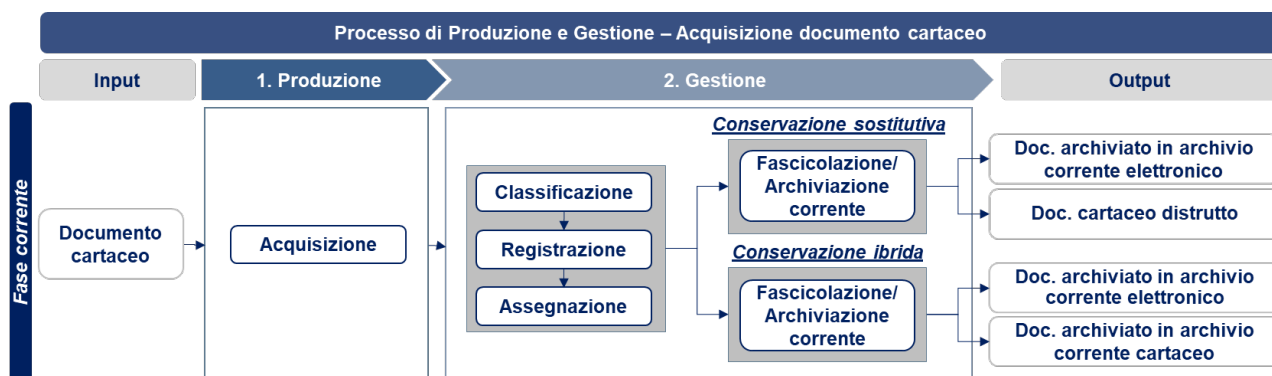 Processo di Produzione e Gestione – Acquisizione documento cartaceo
Input
1. Produzione
2. Gestione
Output
Fase corrente
Documento
cartaceo
Acquisizione
Classificazione
Registrazione
Assegnazione
Conservazione sostitutiva
Fascicolazione/
Archiviazione
corrente
Conservazione ibrida
Fascicolazione/
Archiviazione
corrente
Doc. archiviato in archivio
corrente elettronico
Doc. cartaceo distrutto
Doc. archiviato in archivio
corrente elettronico
Doc. archiviato in archivio
corrente cartaceo